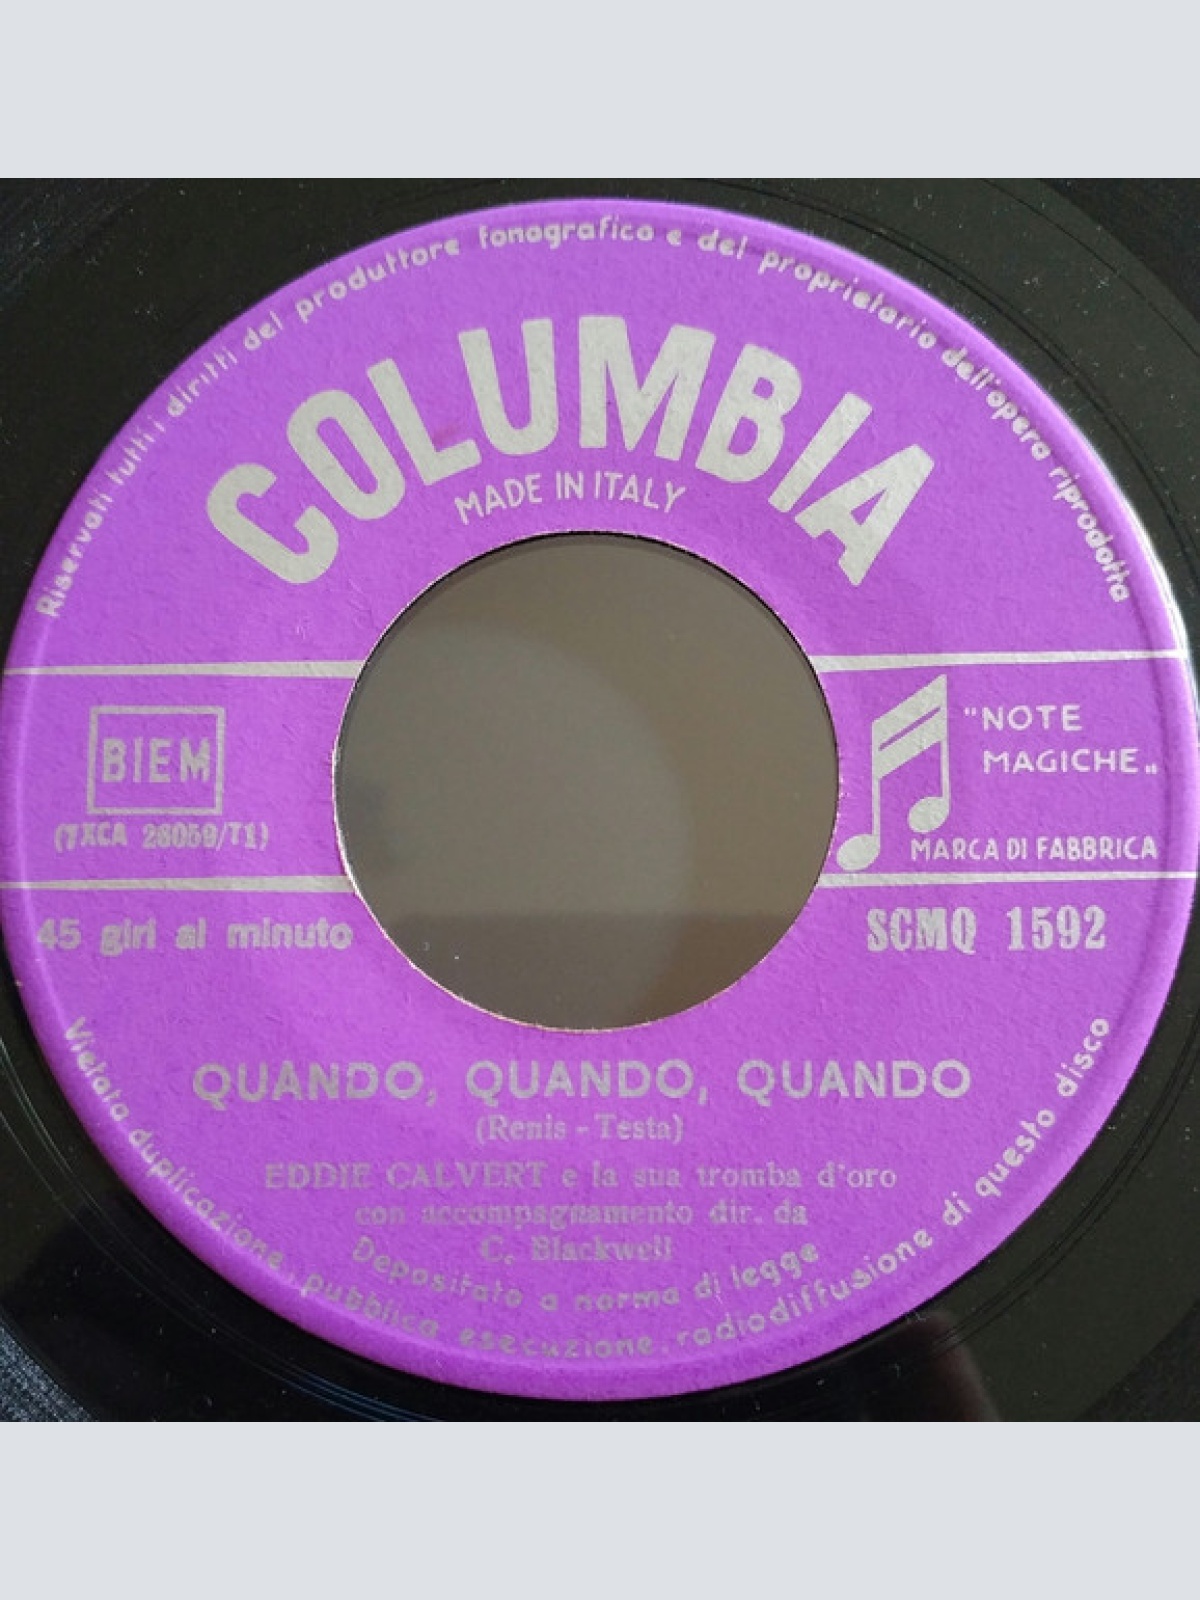 Riservati tutti i diritti del produttore fonografico e del proprietario dell'opera riprodotta
COLUMBIA
MADE IN ITALY
BIEM
(7XCA 28059/T1)
"NOTE
MAGICHE"
MARCA DI FABBRICA
45 giri al minuto
SCMQ 1592
QUANDO, QUANDO, QUANDO
(Renis - Testa)
EDDIE CALVERT e la sua tromba d'oro
con accompagnamento dir. da
C. Blackwell
Depositato a norma di legge
Vietata duplicazione, pubblica esecuzione, radiodiffusione di questo disco